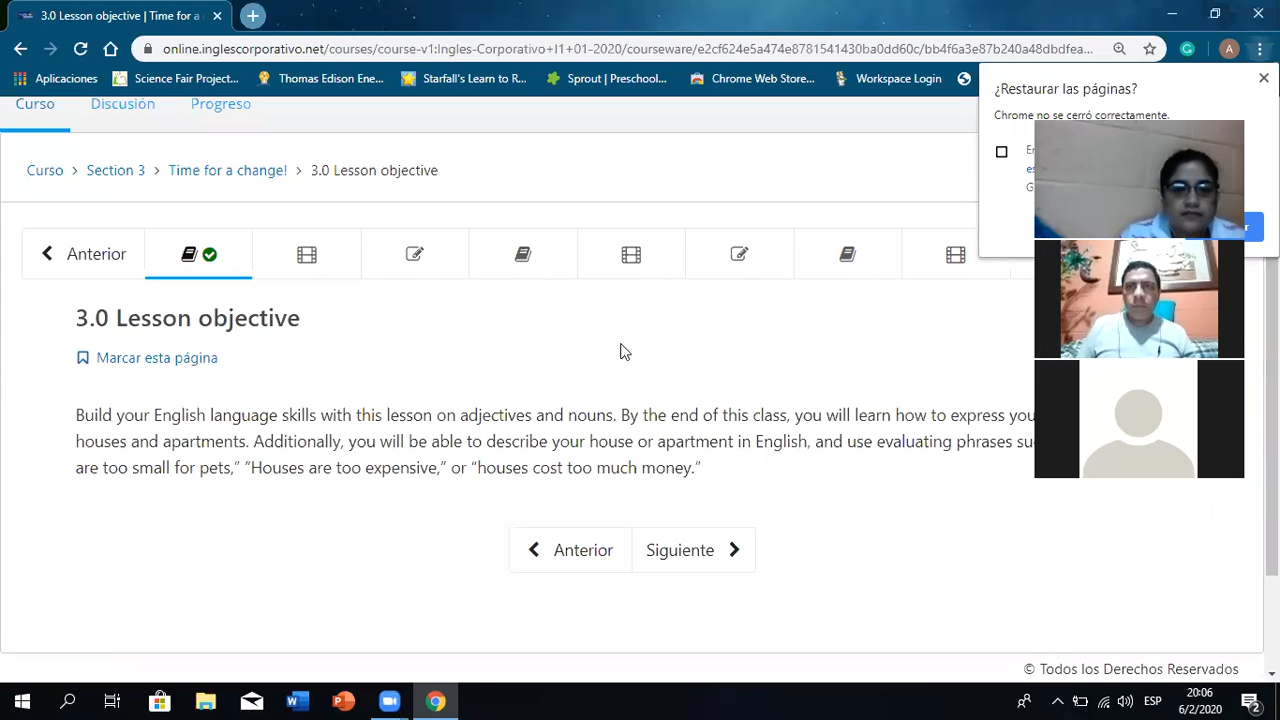 3.0 Lesson objective | Time for a
online.inglescorporativo.net/courses/course-v1:Ingles-Corporativo+I1+01-2020/courseware/e2cf624e5a474e8781541430ba0dd60c/bb4f6a3e87b240a48dbdfea...
A
Aplicaciones
Science Fair Project...
Thomas Edison Ene...
Starfall's Learn to R...
Sprout | Preschool...
Chrome Web Store...
Workspace Login
¿Restaurar las páginas?
Chrome no se cerró correctamente.
Curso Discusión Progreso
Curso > Section 3 > Time for a change! > 3.0 Lesson objective
Anterior
3.0 Lesson objective
Marcar esta página
Build your English language skills with this lesson on adjectives and nouns. By the end of this class, you will learn how to express you
houses and apartments. Additionally, you will be able to describe your house or apartment in English, and use evaluating phrases su
are too small for pets,” “Houses are too expensive,” or “houses cost too much money.”
Anterior Siguiente
© Todos los Derechos Reservados
ESP
20:06
6/2/2020
2